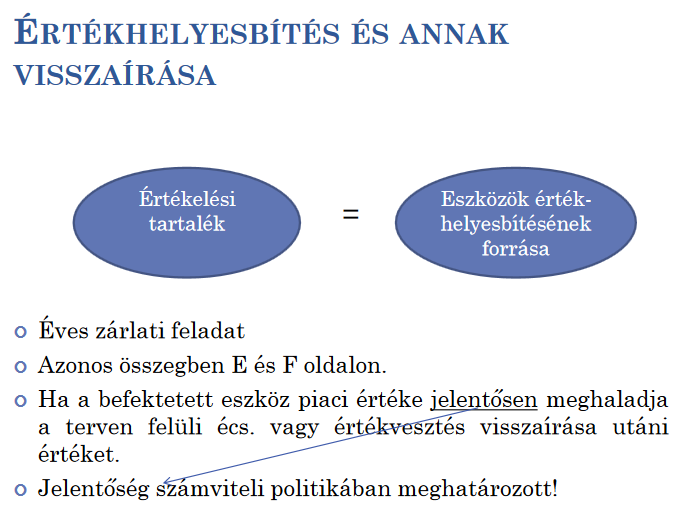 ÉRTÉKHELYESBÍTÉS ÉS ANNAK
VISSZAÍRÁSA
Értékelési
tartalék
=
Eszközök érték-
helyesbítésének
forrása
Éves zárlati feladat
Azonos összegben E és F oldalon.
Ha a befektetett eszköz piaci értéke jelentősen meghaladja
a terven felüli écs. vagy értékvesztés visszaírása utáni
értéket.
Jelentőség számviteli politikában meghatározott!